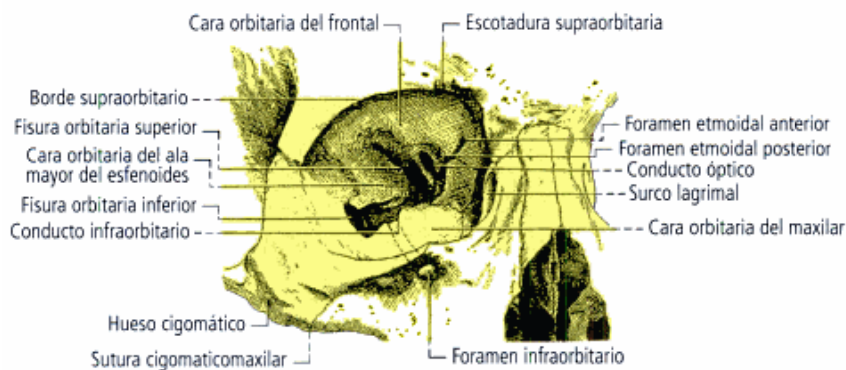 Cara orbitaria del frontal
Escotadura supraorbitaria
Borde supraorbitario
Fisura orbitaria superior
Cara orbitaria del ala
mayor del esfenoides
Fisura orbitaria inferior
Conducto infraorbitario
Hueso cigomático
Sutura cigomaticomaxilar
Foramen etmoidal anterior
Foramen etmoidal posterior
Conducto óptico
Surco lagrimal
Cara orbitaria del maxilar
Foramen infraorbitario